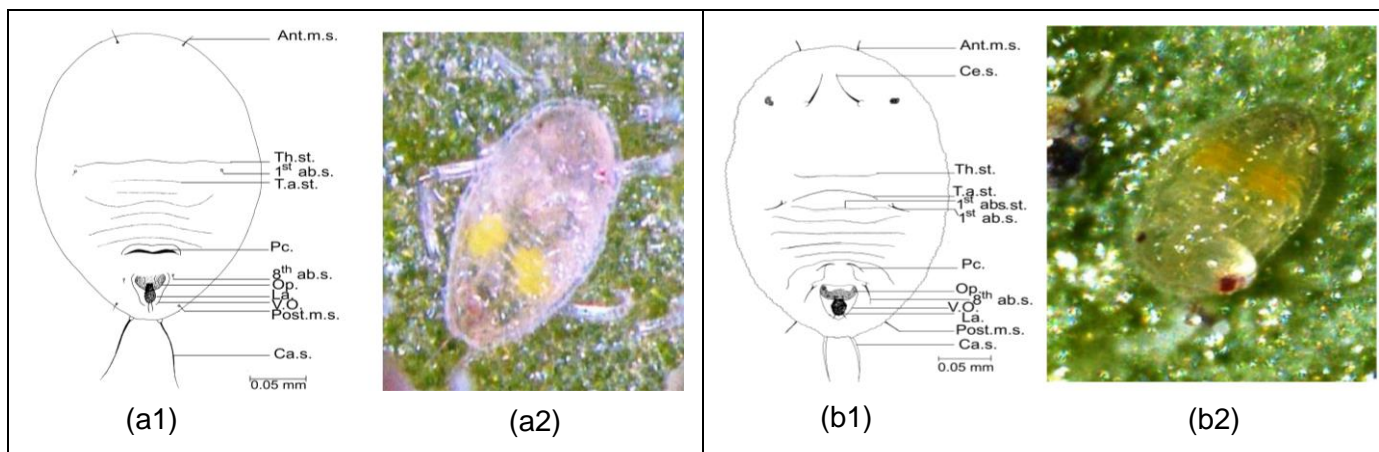 Ant.m.s.
Th.st.
1st ab.s.
T.a.st.
Pc.
8th ab.s.
Op.
La.
V.O.
Post.m.s.
Ca.s.
0.05 mm
(a1)
(a2)
Ant.m.s.
Ce.s.
Th.st.
T.a.st.
1st abs.st.
1st ab.s.
Pc.
Op.
8th ab.s.
V.O.
La.
Post.m.s.
Ca.s.
0.05 mm
(b1)
(b2)